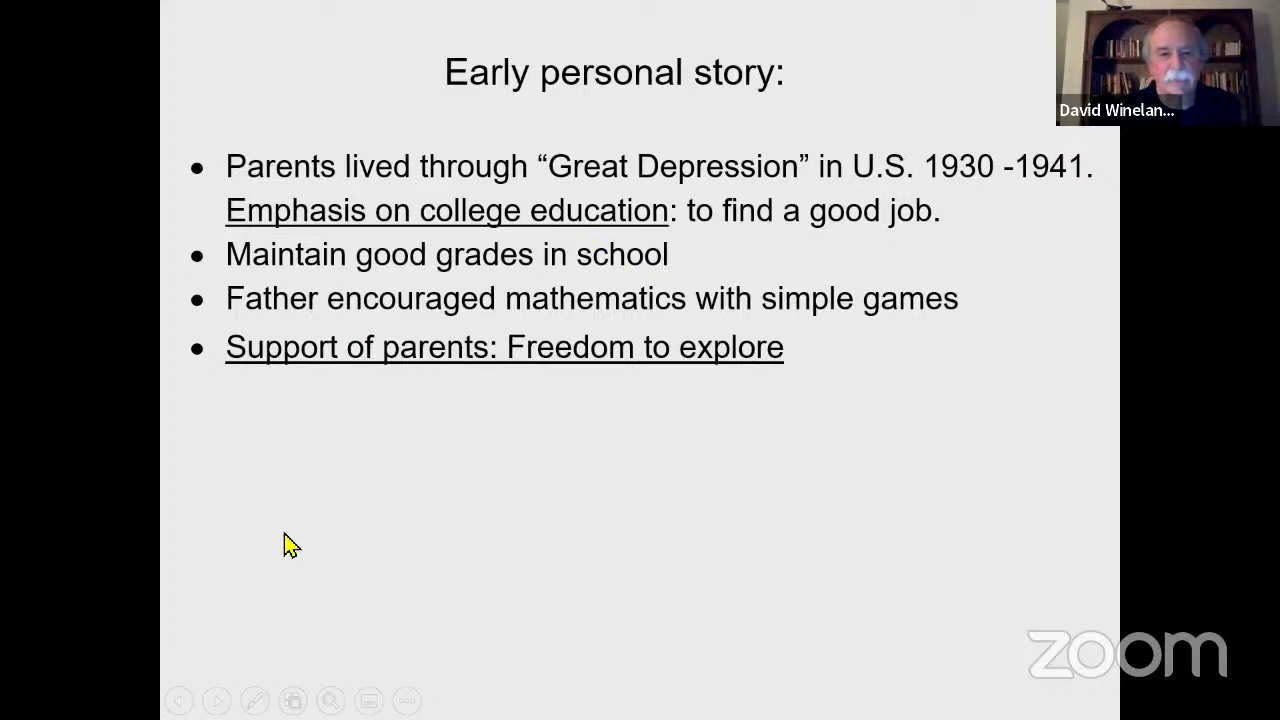 Early personal story:
David Winelan...
• Parents lived through “Great Depression” in U.S. 1930 -1941.
Emphasis on college education: to find a good job.
• Maintain good grades in school
• Father encouraged mathematics with simple games
• Support of parents: Freedom to explore
zoom